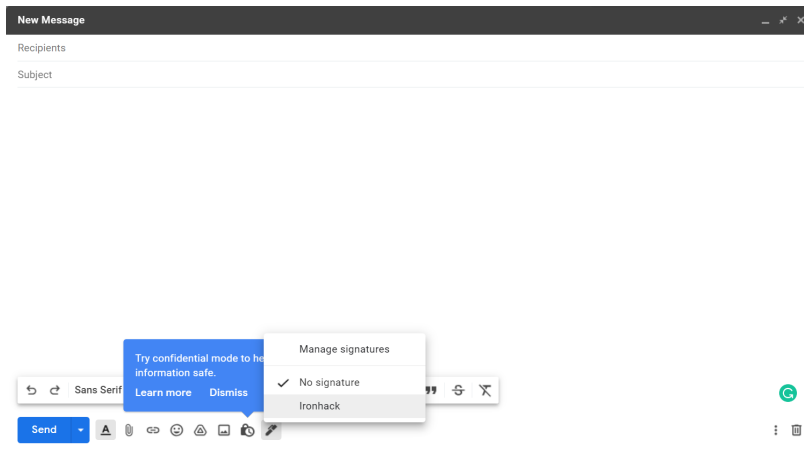 New Message
Recipients
Subject
Try confidential mode to he
information safe.
Learn more Dismiss
Manage signatures
No signature
Ironhack
Sans Serif
Send